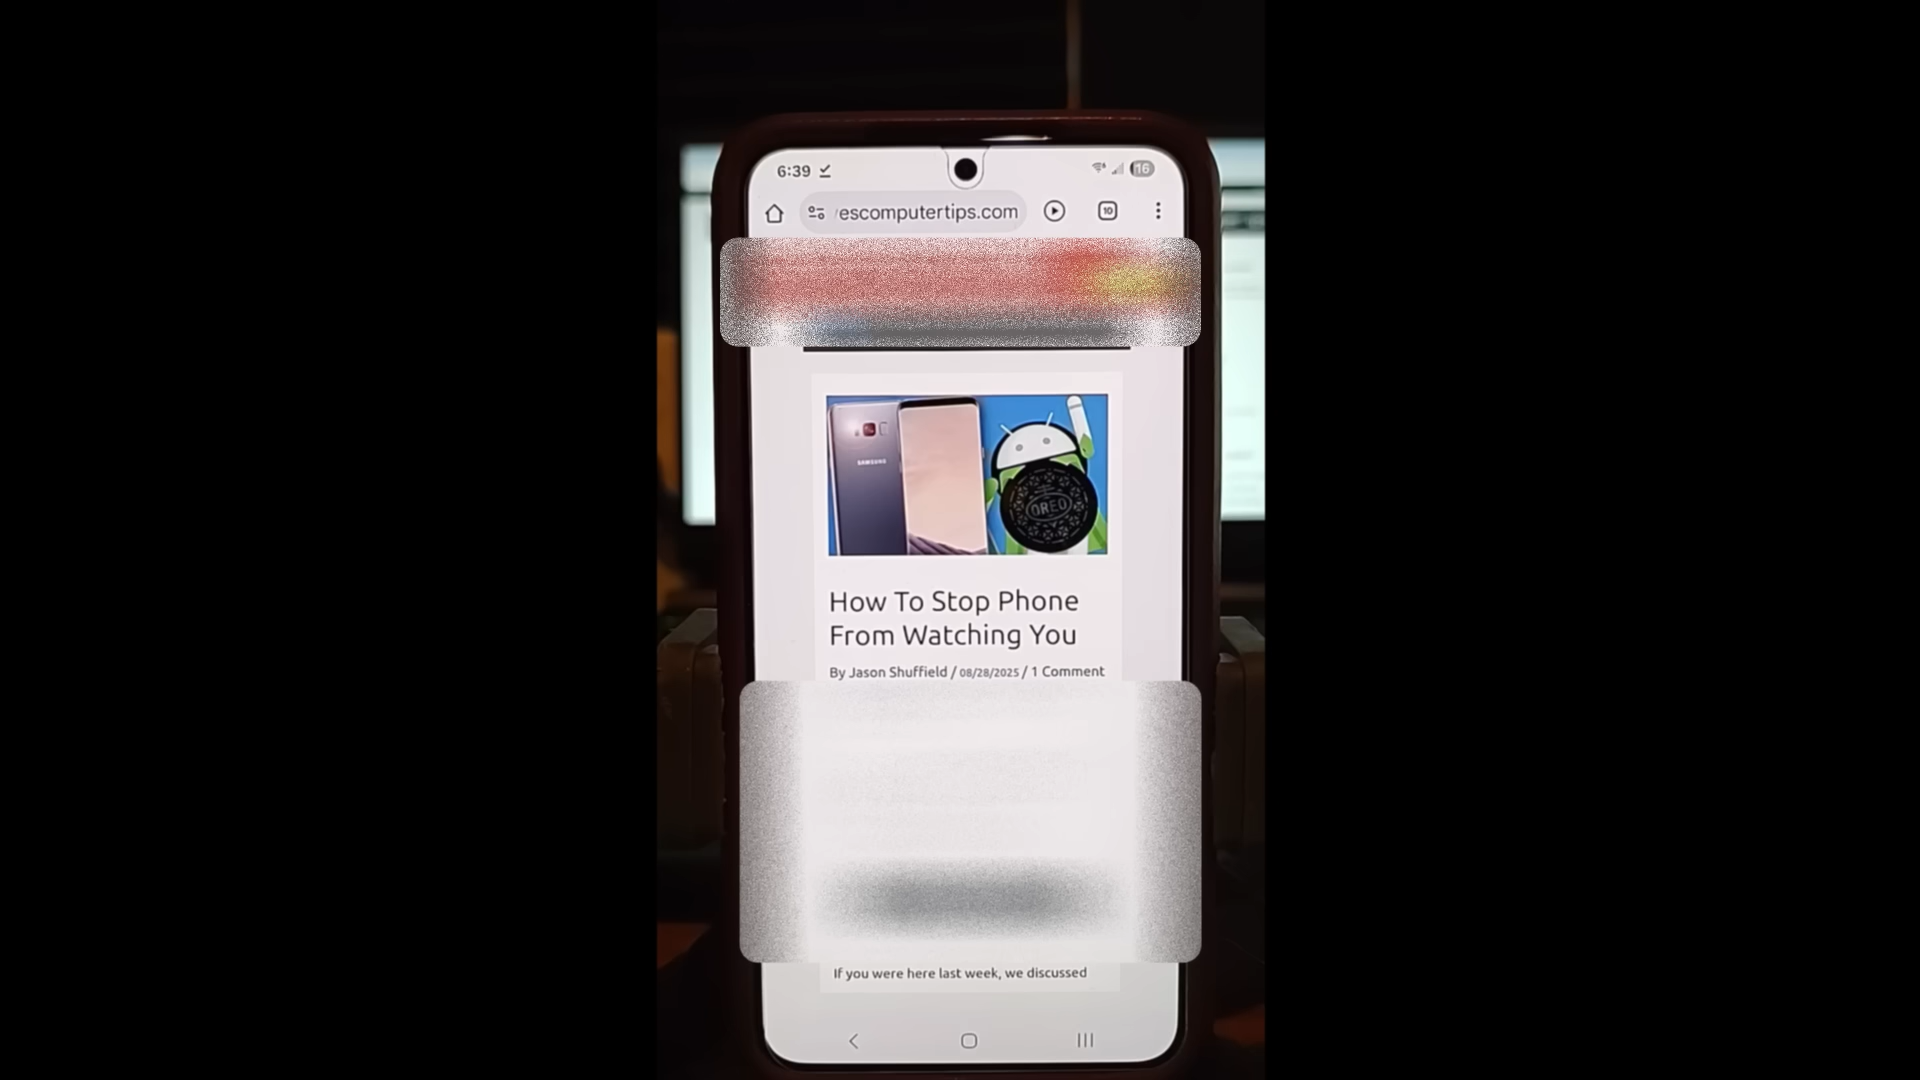 6:39
16
escomputertips.com
10
SAMSUNG
OREO
How To Stop Phone
From Watching You
By Jason Shuffield / 08/28/2025 / 1 Comment
If you were here last week, we discussed